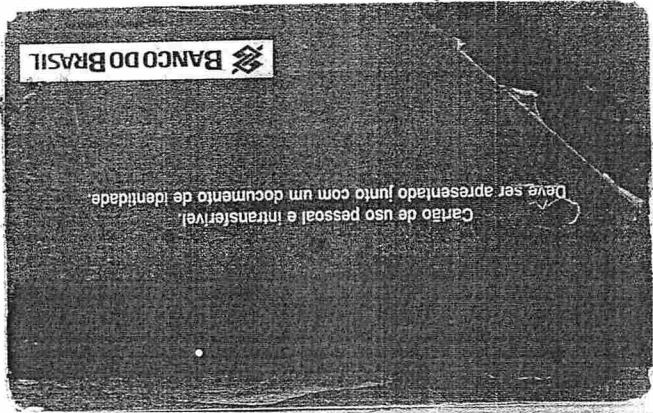 Cartão de uso pessoal e intransferível.
Deve ser apresentado junto com um documento de identidade.
BANCO DO BRASIL